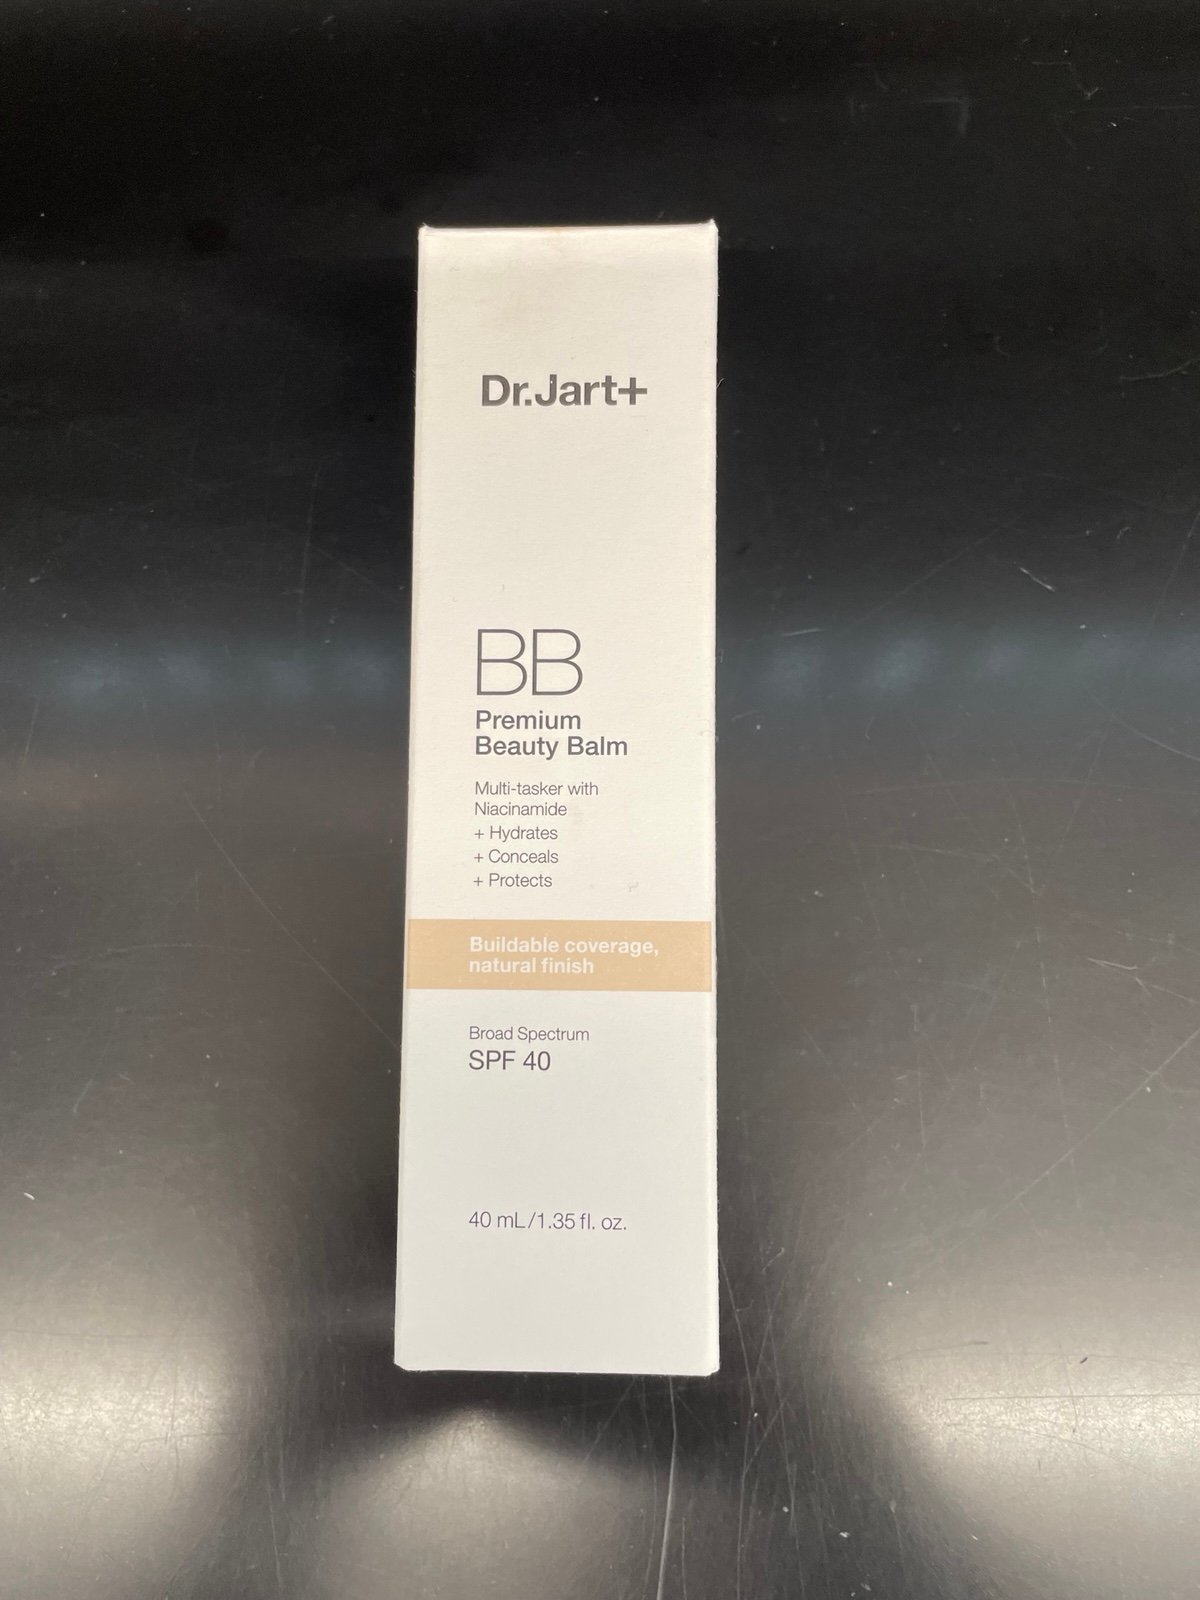 Dr.Jart+
BB
Premium
Beauty Balm
Multi-tasker with
Niacinamide
+ Hydrates
+ Conceals
+ Protects
Buildable coverage,
natural finish
Broad Spectrum
SPF 40
40 mL/1.35 fl. oz.